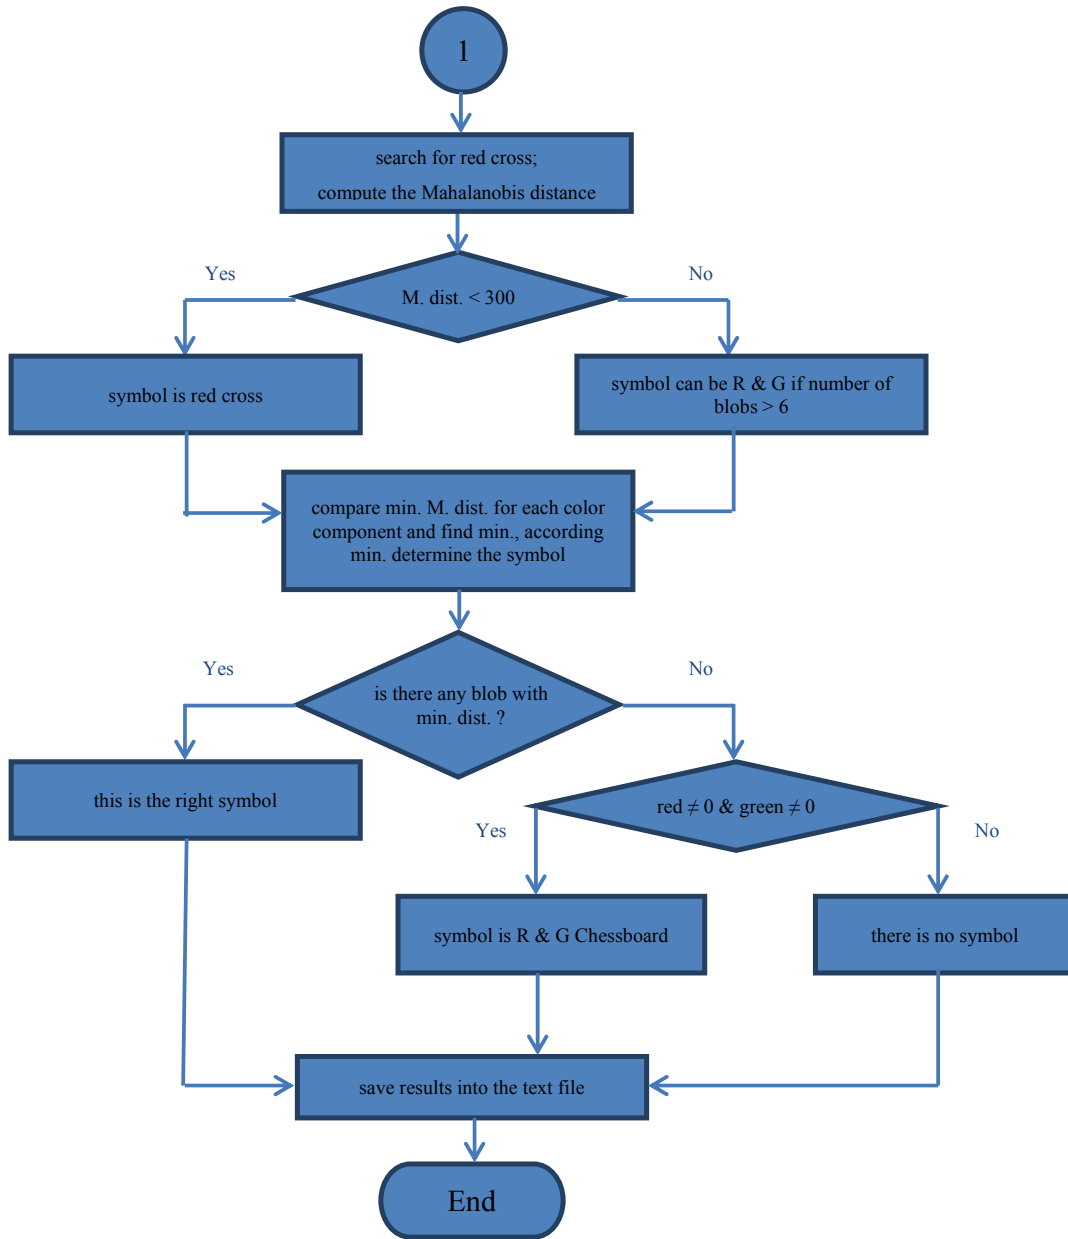 1
search for red cross;
compute the Mahalanobis distance
Yes
No
M. dist. < 300
symbol is red cross
symbol can be R & G if number of
blobs > 6
compare min. M. dist. for each color
component and find min., according
min. determine the symbol
Yes
No
is there any blob with
min. dist. ?
this is the right symbol
red ≠ 0 & green ≠ 0
Yes
No
symbol is R & G Chessboard
there is no symbol
save results into the text file
End